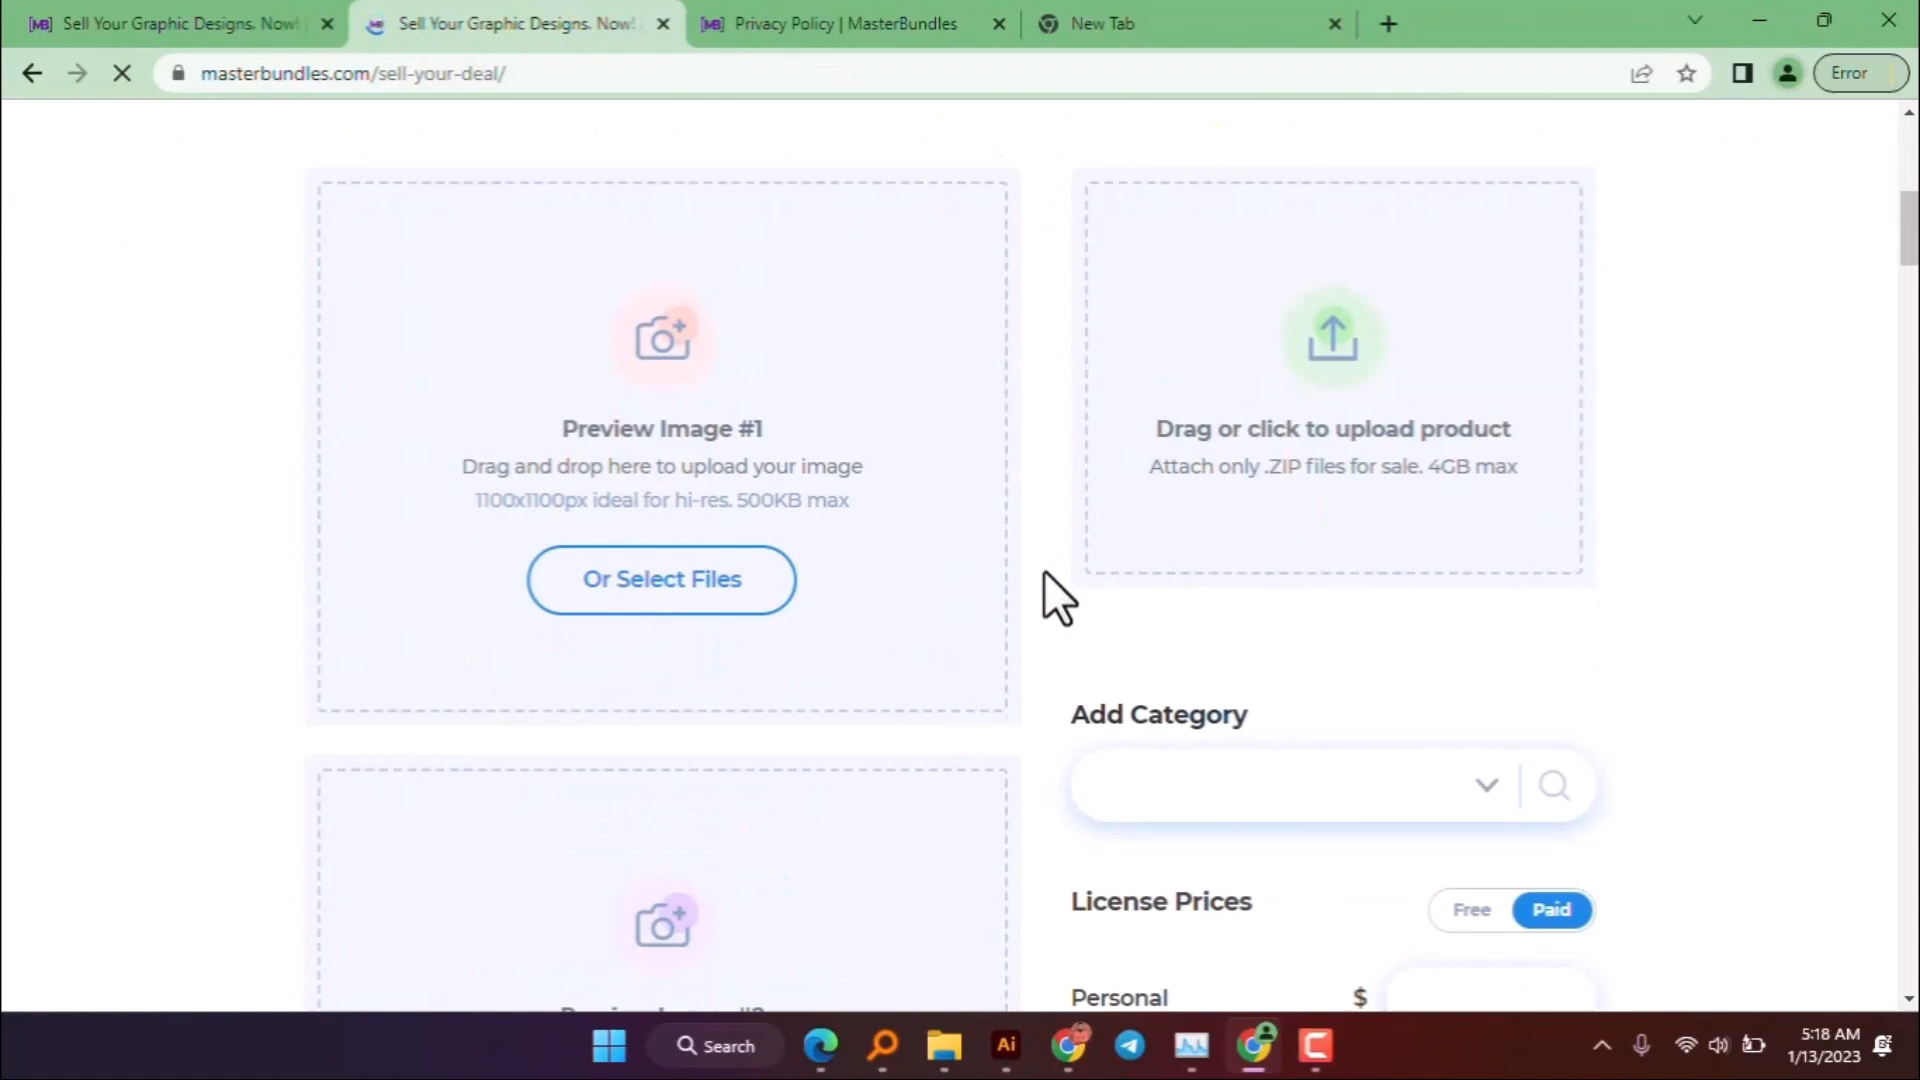 [MB] Sell Your Graphic Designs. Now!
Sell Your Graphic Designs. Now!
[MB] Privacy Policy | MasterBundles
New Tab
masterbundles.com/sell-your-deal/
Error
Preview Image #1
Drag and drop here to upload your image
1100x1100px ideal for hi-res. 500KB max
Or Select Files
Drag or click to upload product
Attach only .ZIP files for sale. 4GB max
Add Category
License Prices
Free
Paid
Personal
$
Search
Ai
5:18 AM
1/13/2023